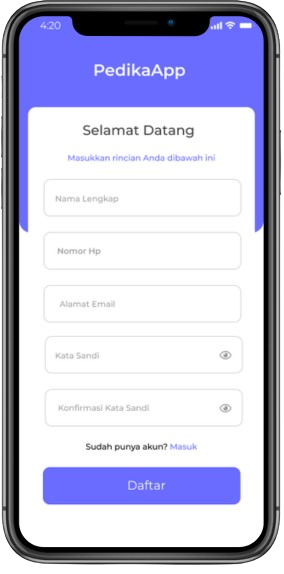 4:20
PedikaApp
Selamat Datang
Masukkan rincian Anda dibawah ini
Nama Lengkap
Nomor Hp
Alamat Email
Kata Sandi
Konfirmasi Kata Sandi
Sudah punya akun? Masuk
Daftar